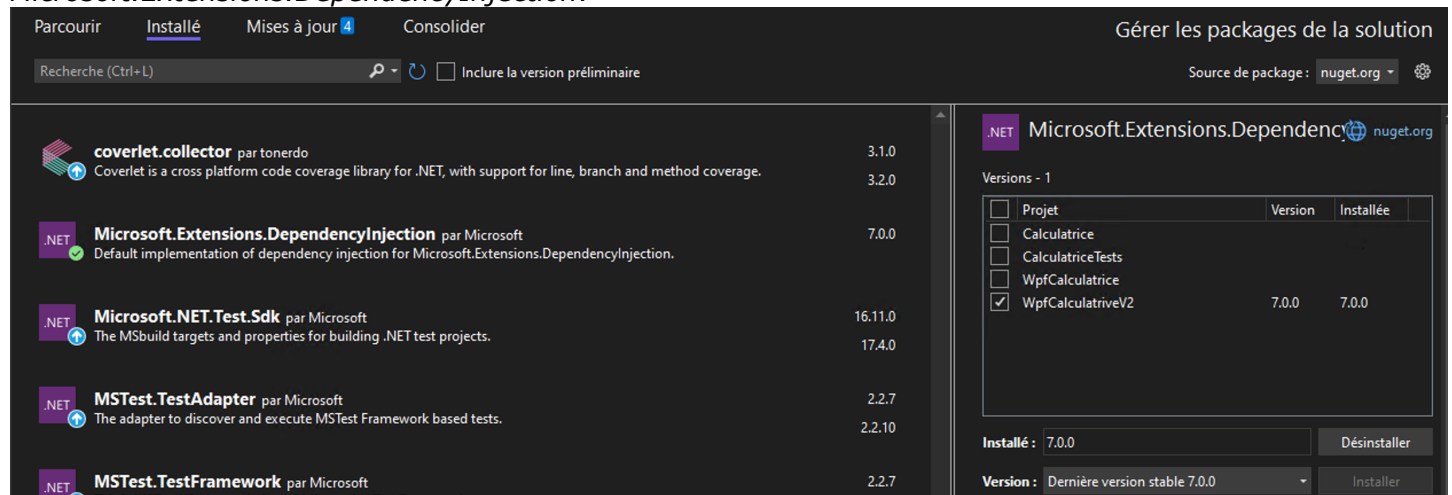 Microsoft.Extensions.DependencyInjection.
Parcourir Installé Mises à jour 4 Consolider
Gérer les packages de la solution
Recherche (Ctrl+L) Inclure la version préliminaire
Source de package : nuget.org
coverlet.collector par tonerdo 3.1.0
Coverlet is a cross platform code coverage library for .NET, with support for line, branch and method coverage.
3.2.0
.NET
Microsoft.Extensions.DependencyInjection par Microsoft 7.0.0
Default implementation of dependency injection for Microsoft.Extensions.DependencyInjection.
.NET
Microsoft.NET.Test.Sdk par Microsoft 16.11.0
The MSbuild targets and properties for building .NET test projects.
17.4.0
.NET
MSTest.TestAdapter par Microsoft 2.2.7
The adapter to discover and execute MSTest Framework based tests.
2.2.10
.NET
MSTest.TestFramework par Microsoft 2.2.7
.NET Microsoft.Extensions.Dependenc nuget.org
Versions - 1
Projet Version Installée
Calculatrice
CalculatriceTests
WpfCalculatrice
WpfCalculatriveV2 7.0.0 7.0.0
Installé : 7.0.0 Désinstaller
Version : Dernière version stable 7.0.0 Installer